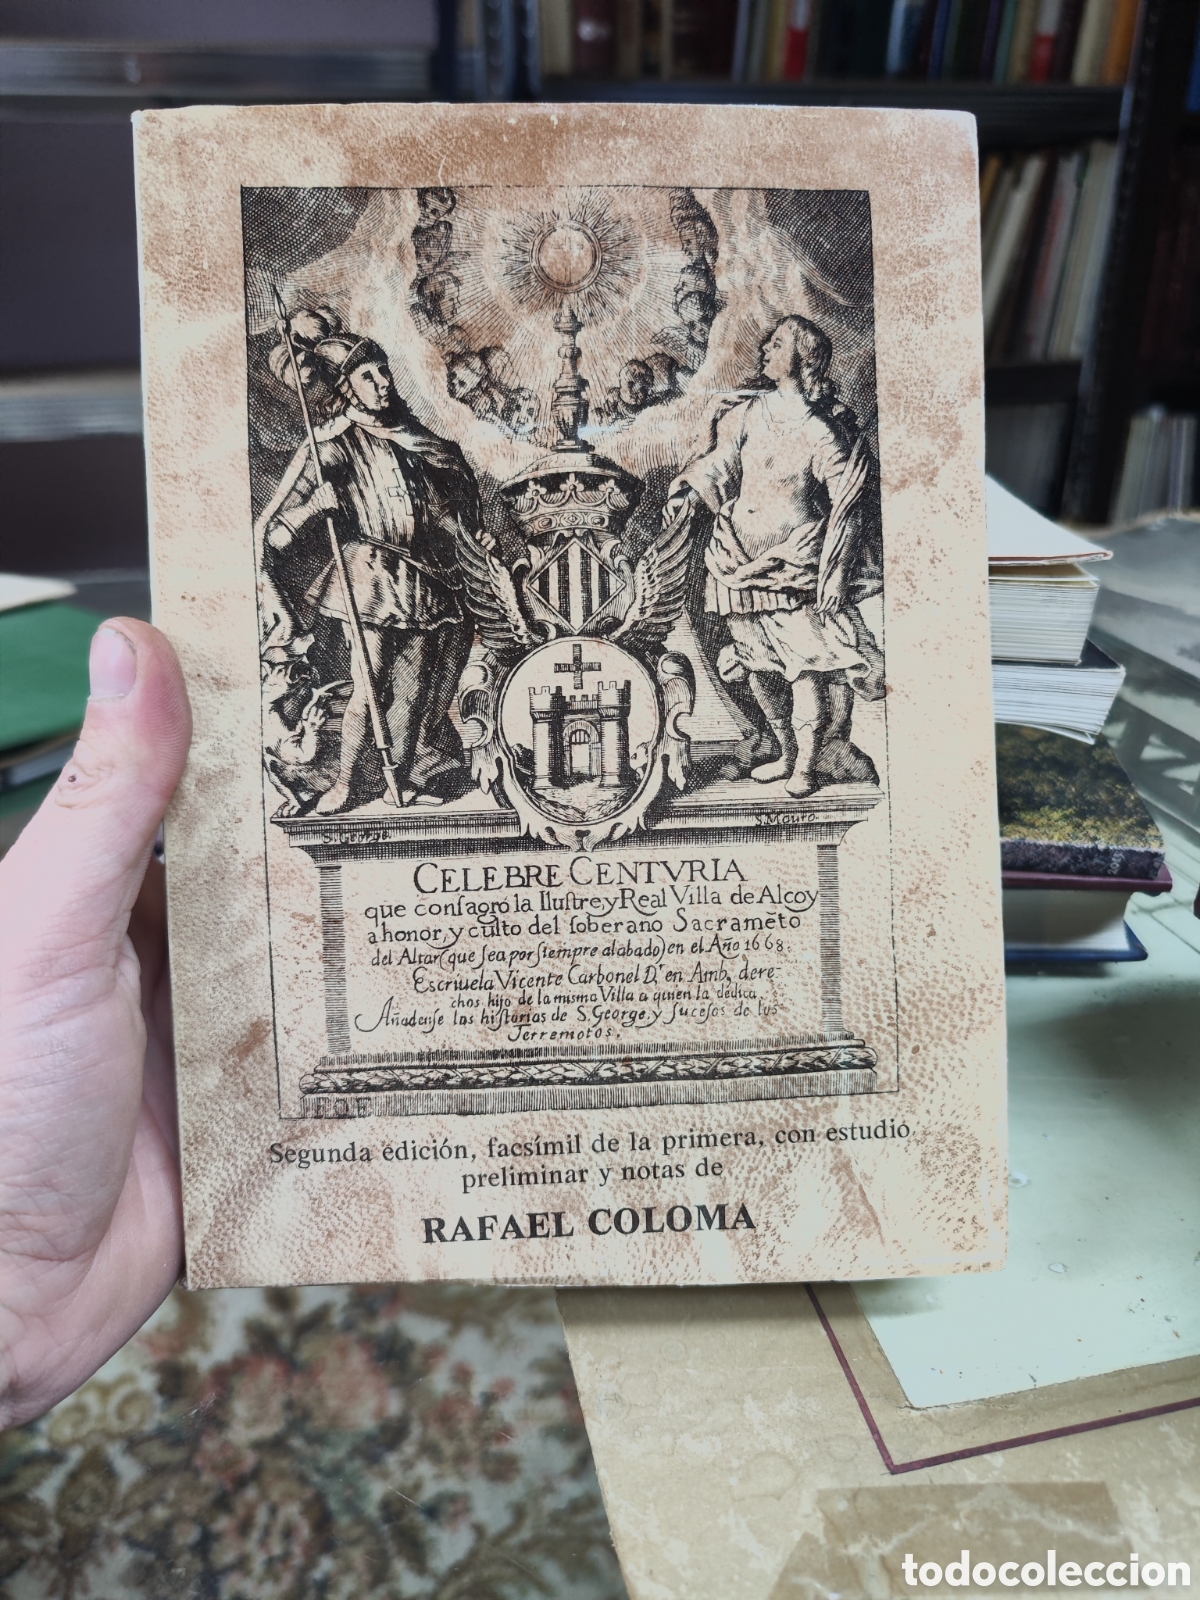 S. George.
S. Mauro.
CELEBRE CENTVRIA
que conſagró la Iluſtre y Real Villa de Alcoy
a honor, y culto del ſoberano Sacramẽto
del Altar (que ſea por ſiempre alabado) en el Año 1668.
Escriuela Vicente Carbonel D.ʳ en Amb, dere-
chos hijo de la misma Villa a quien la dedica.
Añadenſe las hiſtorias de S. George, y ſuceſos de los
Terremotos.
Segunda edición, facsímil de la primera, con estudio
preliminar y notas de
RAFAEL COLOMA
todocoleccion